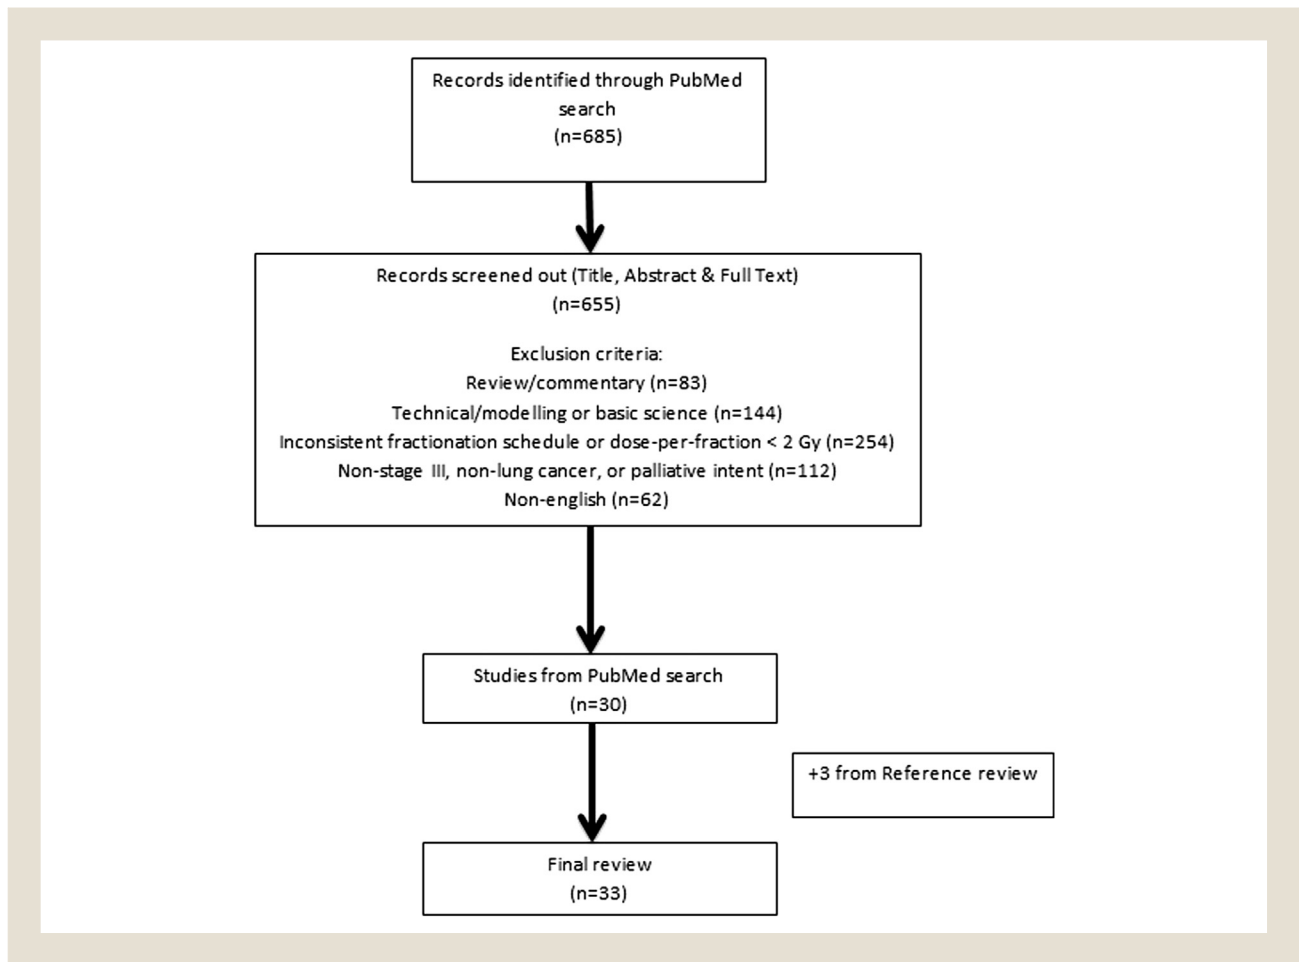 Records identified through PubMed
search
(n=685)
Records screened out (Title, Abstract & Full Text)
(n=655)
Exclusion criteria:
Review/commentary (n=83)
Technical/modelling or basic science (n=144)
Inconsistent fractionation schedule or dose-per-fraction < 2 Gy (n=254)
Non-stage III, non-lung cancer, or palliative intent (n=112)
Non-english (n=62)
Studies from PubMed search
(n=30)
+3 from Reference review
Final review
(n=33)